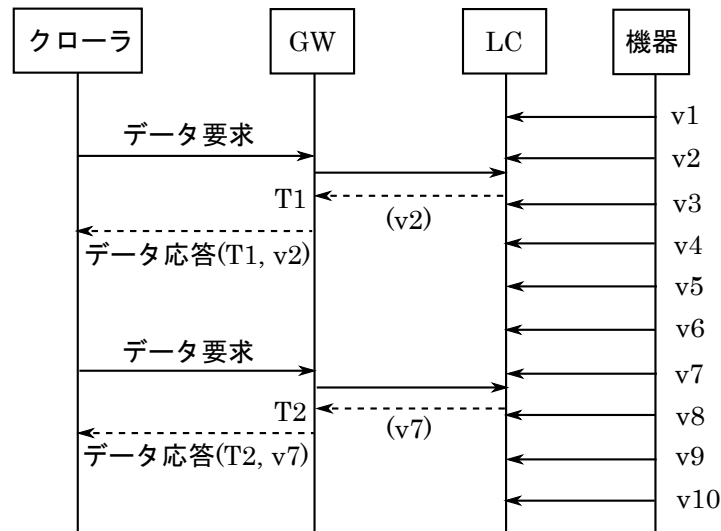 クローラ
GW
LC
機器
v1
データ要求
v2
T1
(v2)
v3
データ応答(T1, v2)
v4
v5
v6
データ要求
v7
T2
(v7)
v8
データ応答(T2, v7)
v9
v10